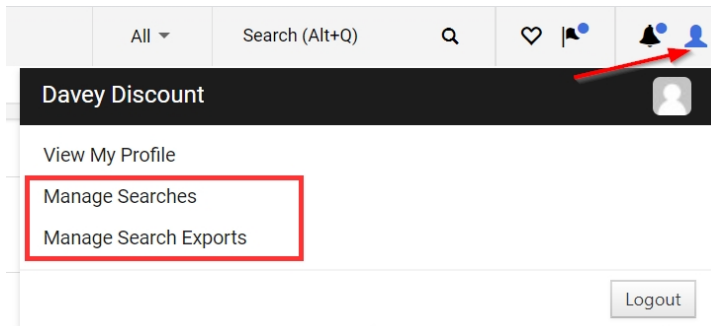 All Search (Alt+Q)
Davey Discount
View My Profile
Manage Searches
Manage Search Exports
Logout